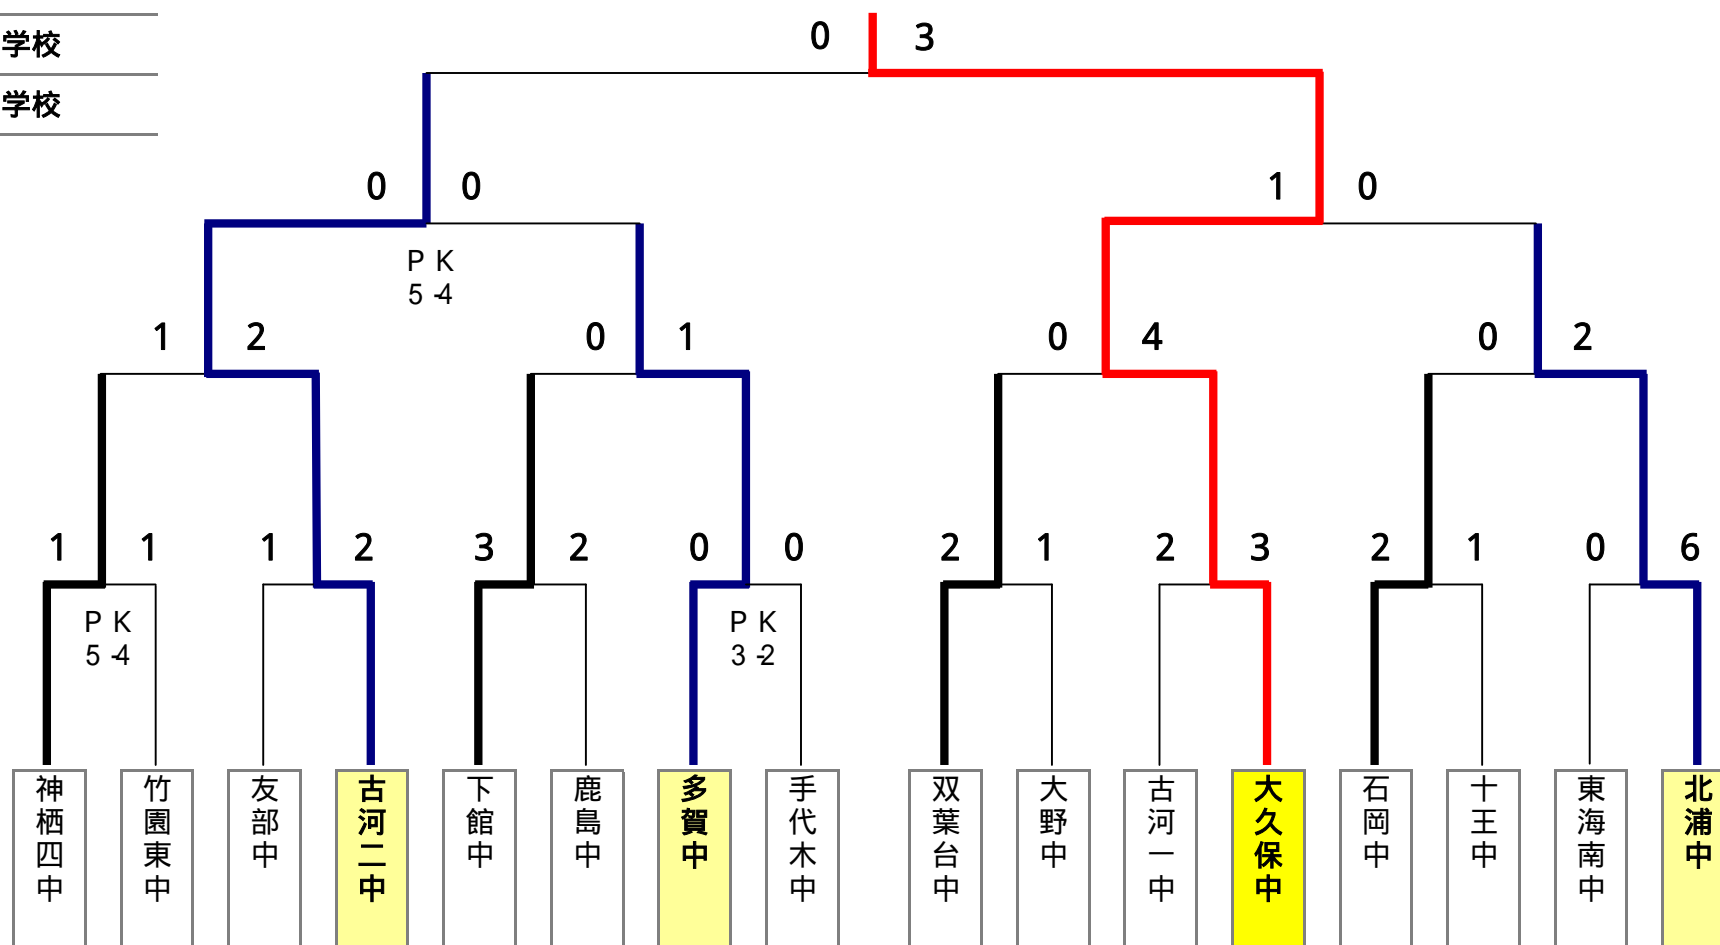 0 3
学校
学校
0 0 1 0
PK
5-4
1 2 0 1 0 4 0 2
1 1 1 2 3 2 0 0 2 1 2 3 2 1 0 6
PK PK
5-4 3-2
神栖四中
竹園東中
友部中
古河二中
下館中
鹿島中
多賀中
手代木中
双葉台中
大野中
古河一中
大久保中
石岡中
十王中
東海南中
北浦中